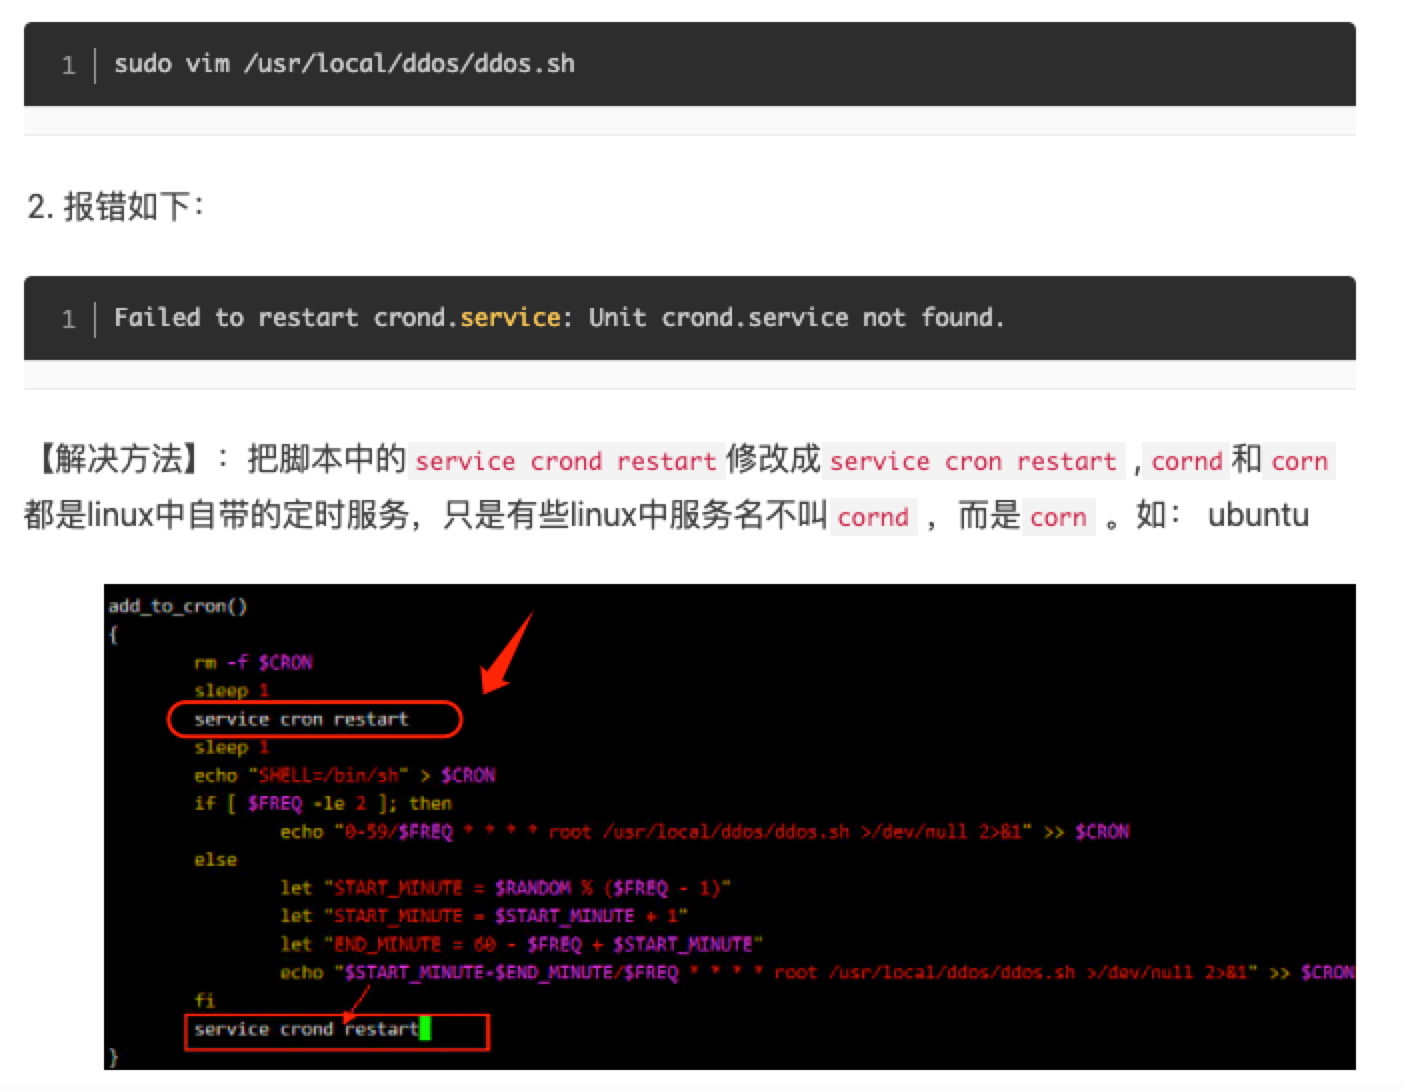 1 sudo vim /usr/local/ddos/ddos.sh
2. 报错如下：
1 Failed to restart crond.service: Unit crond.service not found.
【解决方法】：把脚本中的 service crond restart 修改成 service cron restart ,cornd 和 corn
都是linux中自带的定时服务，只是有些linux中服务名不叫 cornd ，而是 corn 。如： ubuntu
add_to_cron()
{
rm -f $CRON
sleep 1
service cron restart
sleep 1
echo "SHELL=/bin/sh" > $CRON
if [ $FREQ -le 2 ]; then
echo "0-59/$FREQ * * * * root /usr/local/ddos/ddos.sh >/dev/null 2>&1" >> $CRON
else
let "START_MINUTE = $RANDOM % ($FREQ - 1)"
let "START_MINUTE = $START_MINUTE + 1"
let "END_MINUTE = 60 - $FREQ + $START_MINUTE"
echo "$START_MINUTE-$END_MINUTE/$FREQ * * * * root /usr/local/ddos/ddos.sh >/dev/null 2>&1" >> $CRON
fi
service crond restart
}